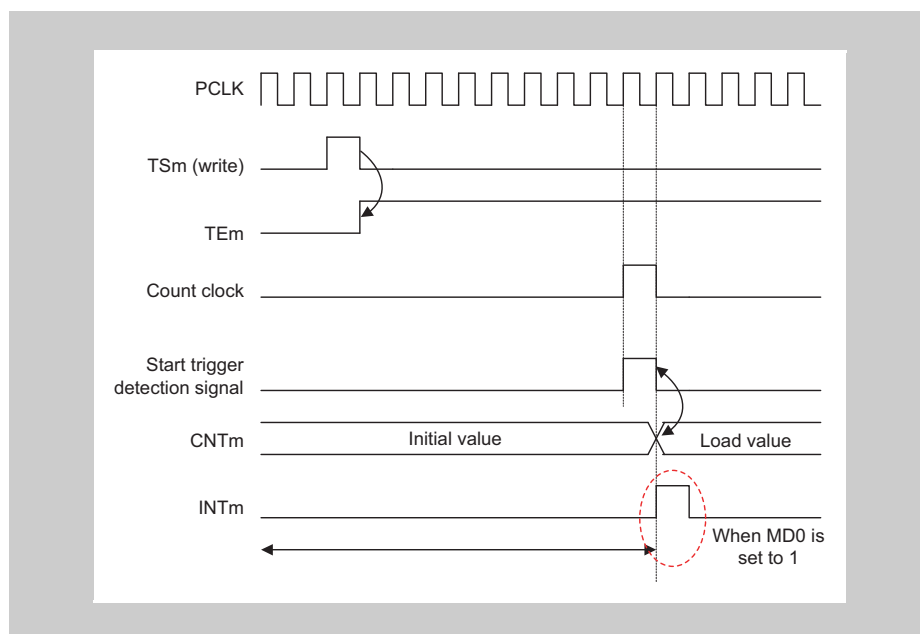 PCLK
TSm (write)
TEm
Count clock
Start trigger
detection signal
CNTm
Initial value
Load value
INTm
When MD0 is
set to 1